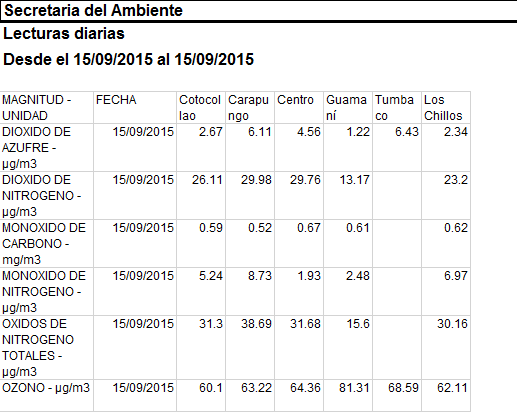 Secretaria del Ambiente
Lecturas diarias
Desde el 15/09/2015 al 15/09/2015
MAGNITUD - UNIDAD FECHA Cotocollao Carapungo Centro Guamaní Tumbaco Los Chillos
DIOXIDO DE AZUFRE - µg/m3 15/09/2015 2.67 6.11 4.56 1.22 6.43 2.34
DIOXIDO DE NITROGENO - µg/m3 15/09/2015 26.11 29.98 29.76 13.17 23.2
MONOXIDO DE CARBONO - mg/m3 15/09/2015 0.59 0.52 0.67 0.61 0.62
MONOXIDO DE NITROGENO - µg/m3 15/09/2015 5.24 8.73 1.93 2.48 6.97
OXIDOS DE NITROGENO TOTALES - µg/m3 15/09/2015 31.3 38.69 31.68 15.6 30.16
OZONO - µg/m3 15/09/2015 60.1 63.22 64.36 81.31 68.59 62.11